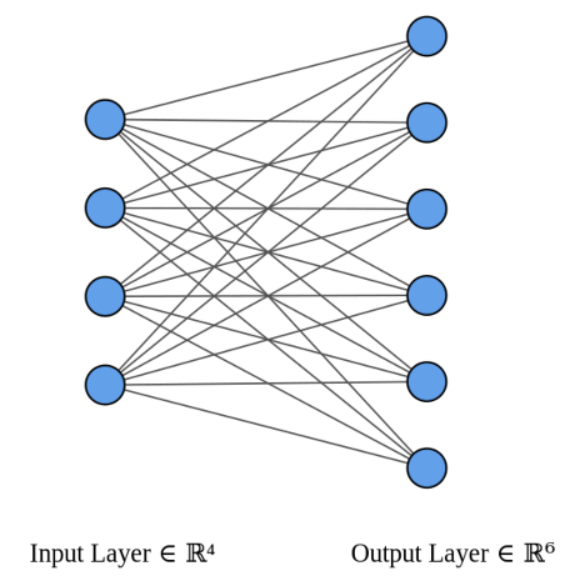 Input Layer ∈ ℝ⁴
Output Layer ∈ ℝ⁶